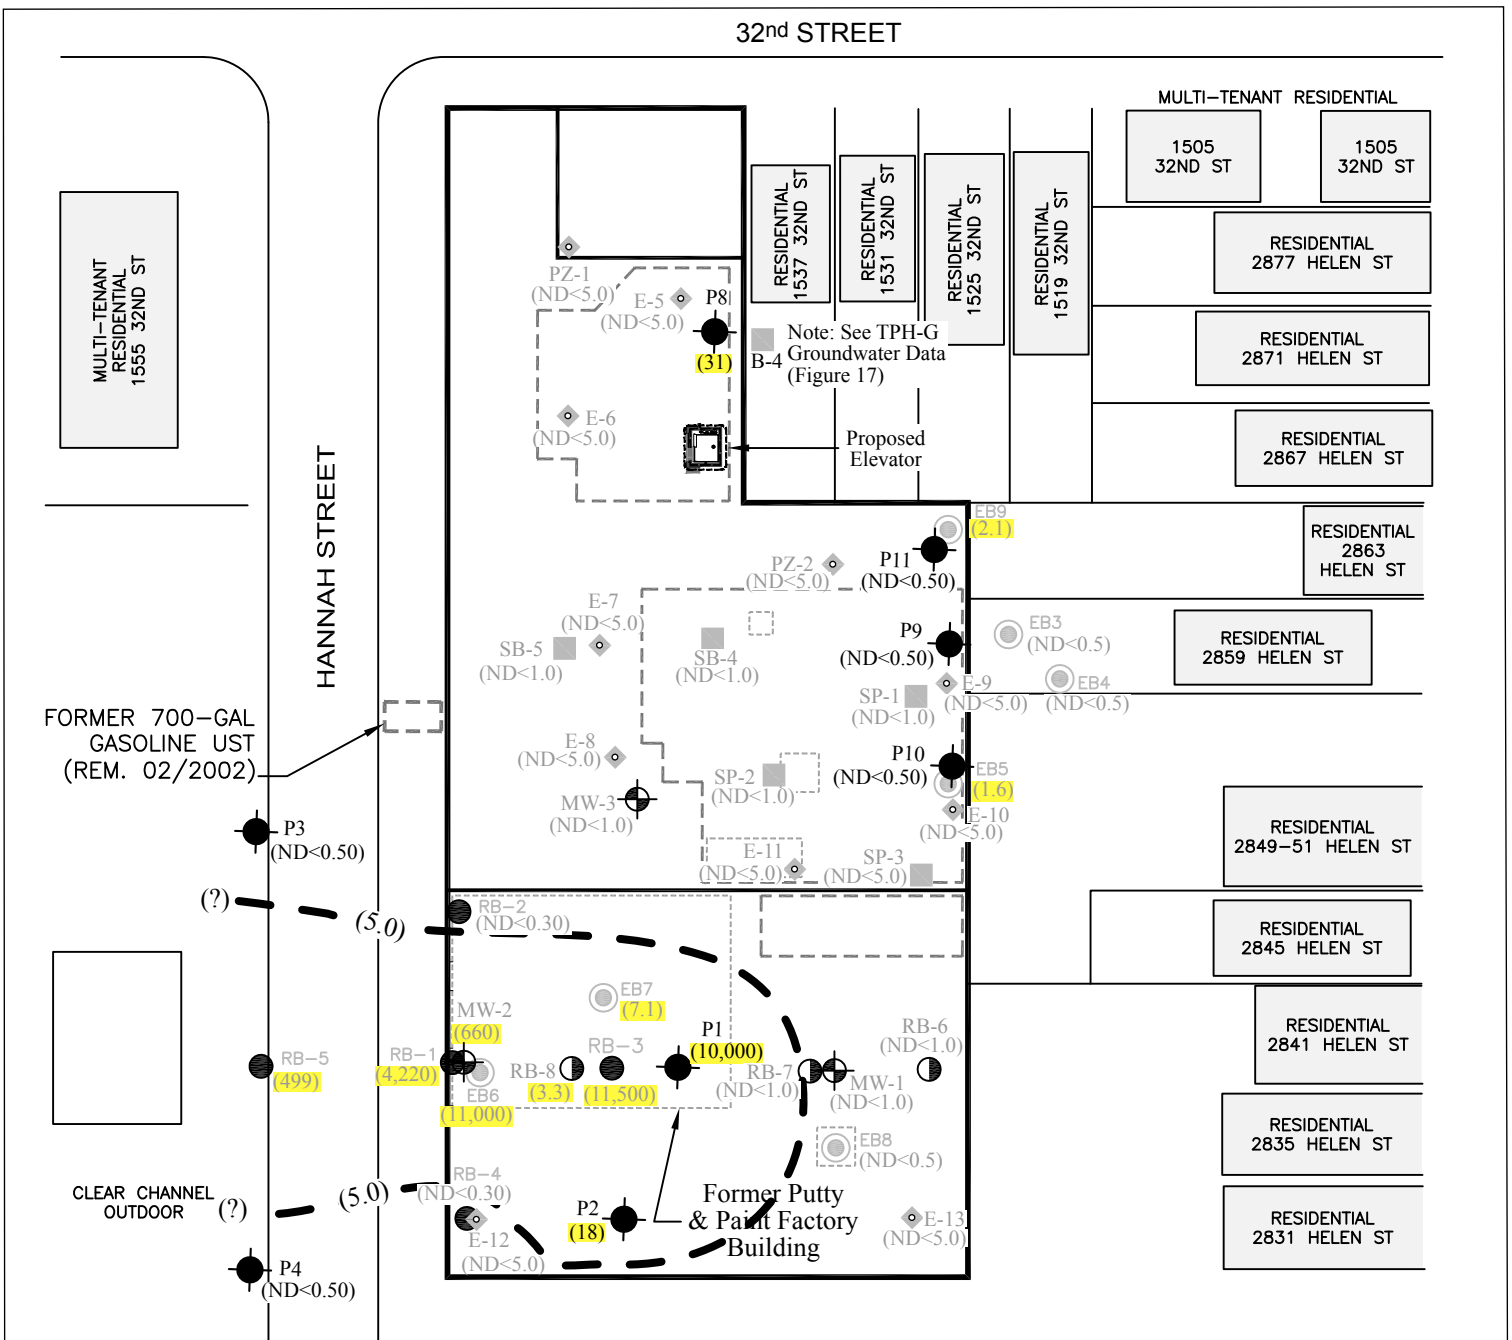 32nd STREET
MULTI-TENANT RESIDENTIAL
1505
32ND ST
1505
32ND ST
MULTI-TENANT
RESIDENTIAL
1555 32ND ST
RESIDENTIAL
1537 32ND ST
RESIDENTIAL
1531 32ND ST
RESIDENTIAL
1525 32ND ST
RESIDENTIAL
1519 32ND ST
RESIDENTIAL
2877 HELEN ST
RESIDENTIAL
2871 HELEN ST
RESIDENTIAL
2867 HELEN ST
RESIDENTIAL
2863
HELEN ST
RESIDENTIAL
2859 HELEN ST
RESIDENTIAL
2849-51 HELEN ST
RESIDENTIAL
2845 HELEN ST
RESIDENTIAL
2841 HELEN ST
RESIDENTIAL
2835 HELEN ST
RESIDENTIAL
2831 HELEN ST
HANNAH STREET
PZ-1
(ND<5.0)
E-5
(ND<5.0)
P8
(31)
B-4
Note: See TPH-G
Groundwater Data
(Figure 17)
E-6
(ND<5.0)
Proposed
Elevator
EB9
(2.1)
P11
(ND<0.50)
PZ-2
(ND<5.0)
E-7
(ND<5.0)
SB-5
(ND<1.0)
SB-4
(ND<1.0)
P9
(ND<0.50)
EB3
(ND<0.5)
EB4
(ND<0.5)
E-9
(ND<5.0)
SP-1
(ND<1.0)
FORMER 700-GAL
GASOLINE UST
(REM. 02/2002)
E-8
(ND<5.0)
MW-3
(ND<1.0)
SP-2
(ND<1.0)
P10
(ND<0.50)
EB5
(1.6)
E-10
(ND<5.0)
P3
(ND<0.50)
E-11
(ND<5.0)
SP-3
(ND<5.0)
(?)
(5.0)
RB-2
(ND<0.30)
EB7
(7.1)
MW-2
(660)
RB-5
(499)
RB-1
(4,220)
EB6
(11,000)
RB-8
(3.3)
RB-3
(11,500)
P1
(10,000)
RB-7
(ND<1.0)
MW-1
(ND<1.0)
RB-6
(ND<1.0)
EB8
(ND<0.5)
CLEAR CHANNEL
OUTDOOR
(?)
(5.0)
RB-4
(ND<0.30)
E-12
(ND<5.0)
P2
(18)
Former Putty
& Paint Factory
Building
E-13
(ND<5.0)
P4
(ND<0.50)